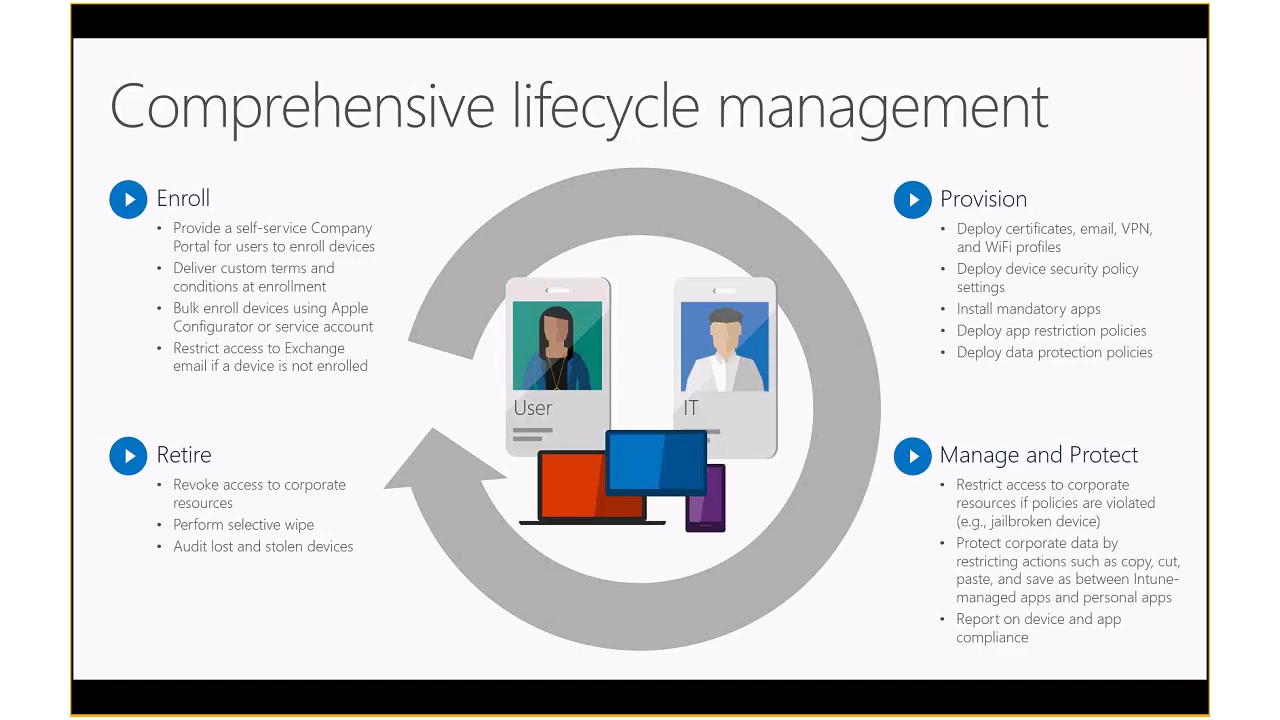 Comprehensive lifecycle management
Enroll
• Provide a self-service Company
Portal for users to enroll devices
• Deliver custom terms and
conditions at enrollment
• Bulk enroll devices using Apple
Configurator or service account
• Restrict access to Exchange
email if a device is not enrolled
Provision
• Deploy certificates, email, VPN,
and WiFi profiles
• Deploy device security policy
settings
• Install mandatory apps
• Deploy app restriction policies
• Deploy data protection policies
User
IT
Retire
• Revoke access to corporate
resources
• Perform selective wipe
• Audit lost and stolen devices
Manage and Protect
• Restrict access to corporate
resources if policies are violated
(e.g., jailbroken device)
• Protect corporate data by
restricting actions such as copy, cut,
paste, and save as between Intune-
managed apps and personal apps
• Report on device and app
compliance